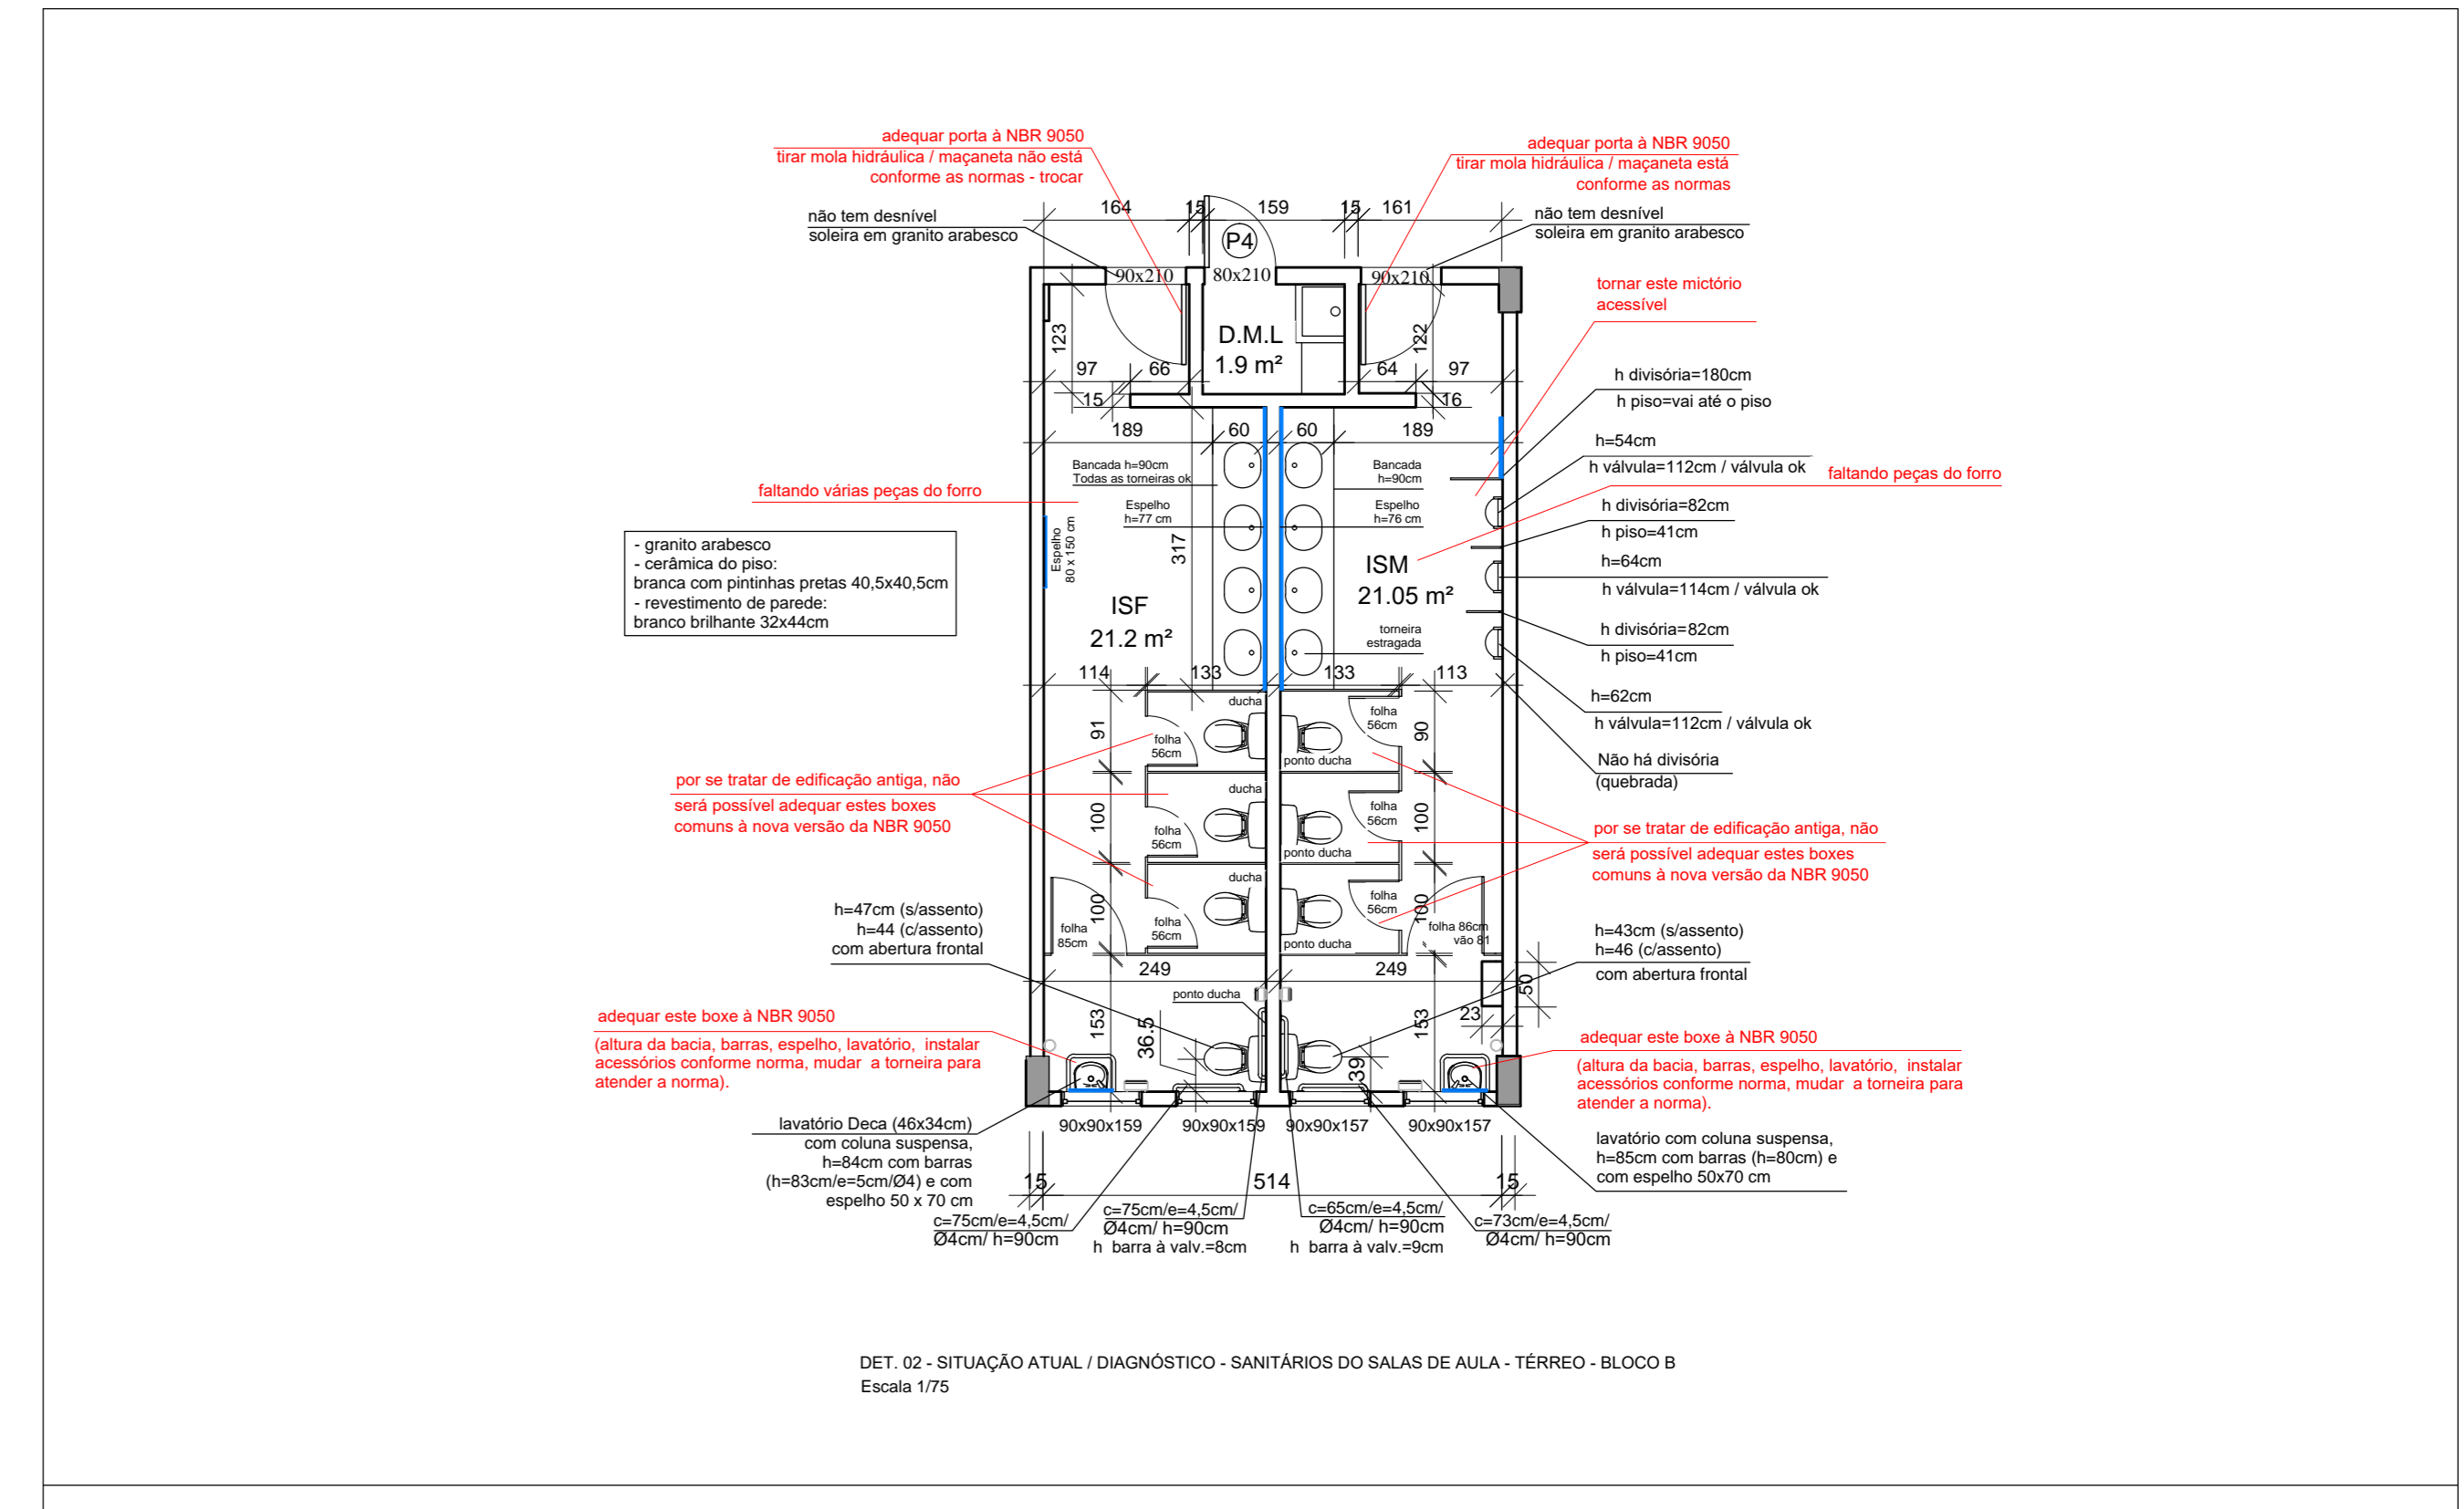 adequar porta à NBR 9050
tirar mola hidráulica / maçaneta não está
conforme as normas - trocar
adequar porta à NBR 9050
tirar mola hidráulica / maçaneta está
conforme as normas
não tem desnível
soleira em granito arabesco
164
15
159
15
161
não tem desnível
soleira em granito arabesco
P4
90x210
80x210
90x210
tornar este mictório
acessível
123
D.M.L
1.9 m²
122
97
66
64
97
15
16
h divisória=180cm
h piso=vai até o piso
189
60
60
189
h=54cm
h válvula=112cm / válvula ok
Bancada h=90cm
Todas as torneiras ok
Bancada
h=90cm
faltando várias peças do forro
faltando peças do forro
Espelho
h=77 cm
Espelho
h=76 cm
h divisória=82cm
h piso=41cm
Espelho
80 x 150 cm
317
- granito arabesco
- cerâmica do piso:
branca com pintinhas pretas 40,5x40,5cm
- revestimento de parede:
branco brilhante 32x44cm
ISF
21.2 m²
ISM
21.05 m²
h=64cm
h válvula=114cm / válvula ok
torneira
estragada
h divisória=82cm
h piso=41cm
114
133
133
113
h=62cm
h válvula=112cm / válvula ok
ducha
folha
56cm
91
folha
56cm
90
ponto ducha
Não há divisória
(quebrada)
por se tratar de edificação antiga, não
será possível adequar estes boxes
comuns à nova versão da NBR 9050
ducha
folha
56cm
100
folha
56cm
100
ponto ducha
por se tratar de edificação antiga, não
será possível adequar estes boxes
comuns à nova versão da NBR 9050
ducha
folha
56cm
100
folha
56cm
100
ponto ducha
folha
85cm
folha 86cm
vão 81
h=47cm (s/assento)
h=44 (c/assento)
com abertura frontal
h=43cm (s/assento)
h=46 (c/assento)
com abertura frontal
249
249
50
ponto ducha
23
153
36.5
39
153
adequar este boxe à NBR 9050
(altura da bacia, barras, espelho, lavatório, instalar
acessórios conforme norma, mudar a torneira para
atender a norma).
adequar este boxe à NBR 9050
(altura da bacia, barras, espelho, lavatório, instalar
acessórios conforme norma, mudar a torneira para
atender a norma).
90x90x159
90x90x159
90x90x157
90x90x157
lavatório Deca (46x34cm)
com coluna suspensa,
h=84cm com barras
(h=83cm/e=5cm/Ø4) e com
espelho 50 x 70 cm
lavatório com coluna suspensa,
h=85cm com barras (h=80cm) e
com espelho 50x70 cm
15
514
15
c=75cm/e=4,5cm/
Ø4cm/ h=90cm
c=75cm/e=4,5cm/
Ø4cm/ h=90cm
h barra à valv.=8cm
c=65cm/e=4,5cm/
Ø4cm/ h=90cm
h barra à valv.=9cm
c=73cm/e=4,5cm/
Ø4cm/ h=90cm
DET. 02 - SITUAÇÃO ATUAL / DIAGNÓSTICO - SANITÁRIOS DO SALAS DE AULA - TÉRREO - BLOCO B
Escala 1/75